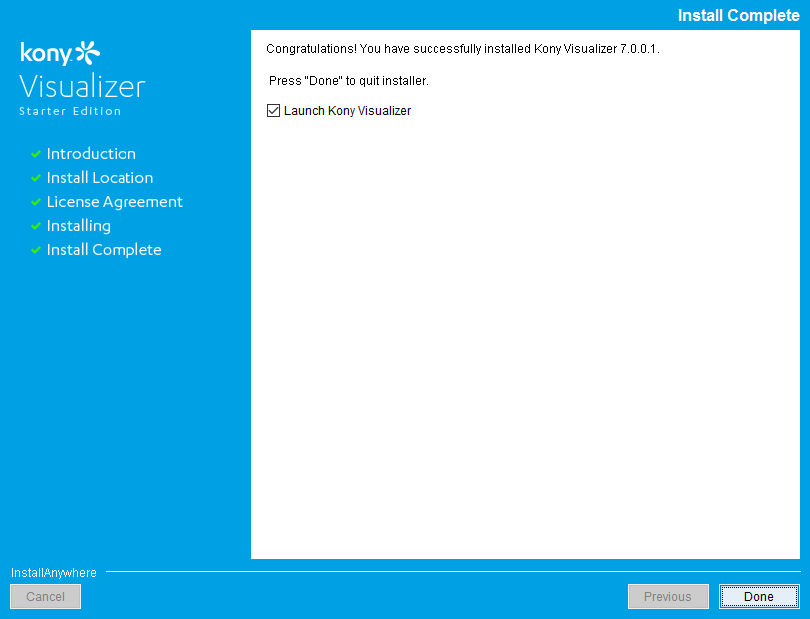 Install Complete
kony
Visualizer
Starter Edition
Introduction
Install Location
License Agreement
Installing
Install Complete
Congratulations! You have successfully installed Kony Visualizer 7.0.0.1.
Press "Done" to quit installer.
Launch Kony Visualizer
InstallAnywhere
Cancel
Previous
Done